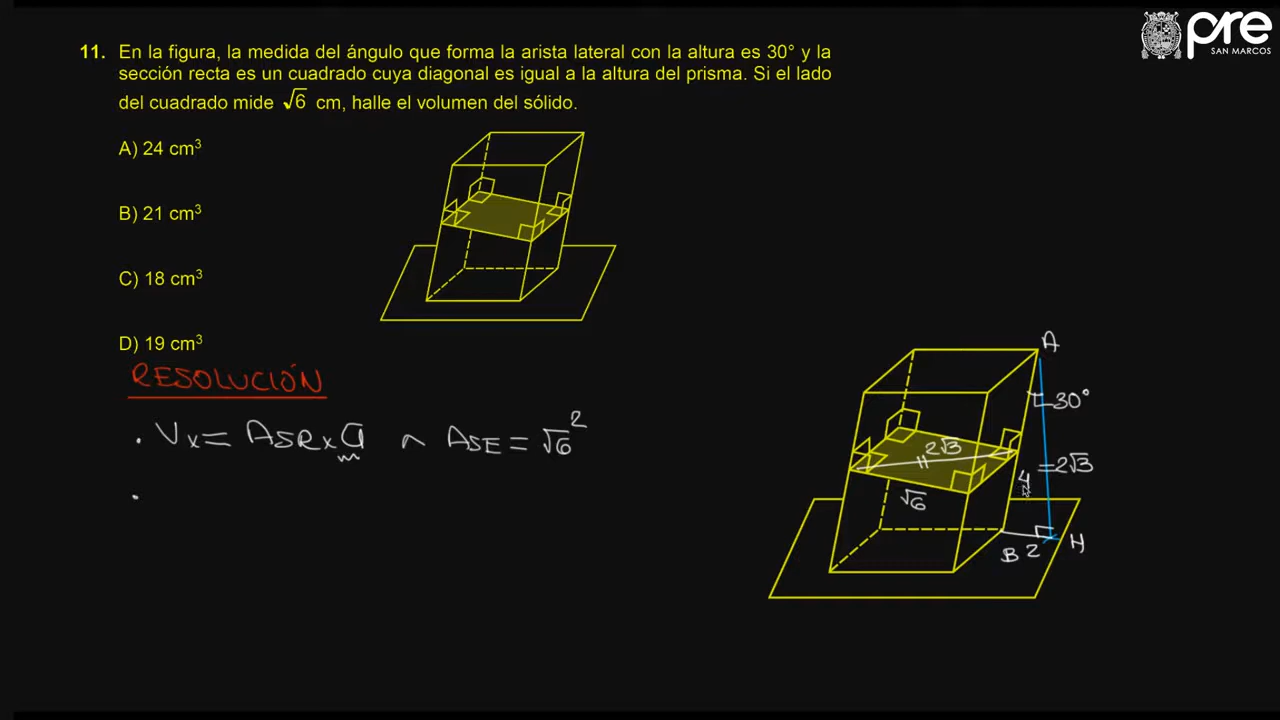 pre
SAN MARCOS
11. En la figura, la medida del ángulo que forma la arista lateral con la altura es 30° y la
sección recta es un cuadrado cuya diagonal es igual a la altura del prisma. Si el lado
del cuadrado mide √6 cm, halle el volumen del sólido.
A) 24 cm³
B) 21 cm³
C) 18 cm³
D) 19 cm³
RESOLUCIÓN
. Vx = ASR x a ∧ ASE = √6²
.
A
30°
2√3
4
=2√3
√6
B 2 H